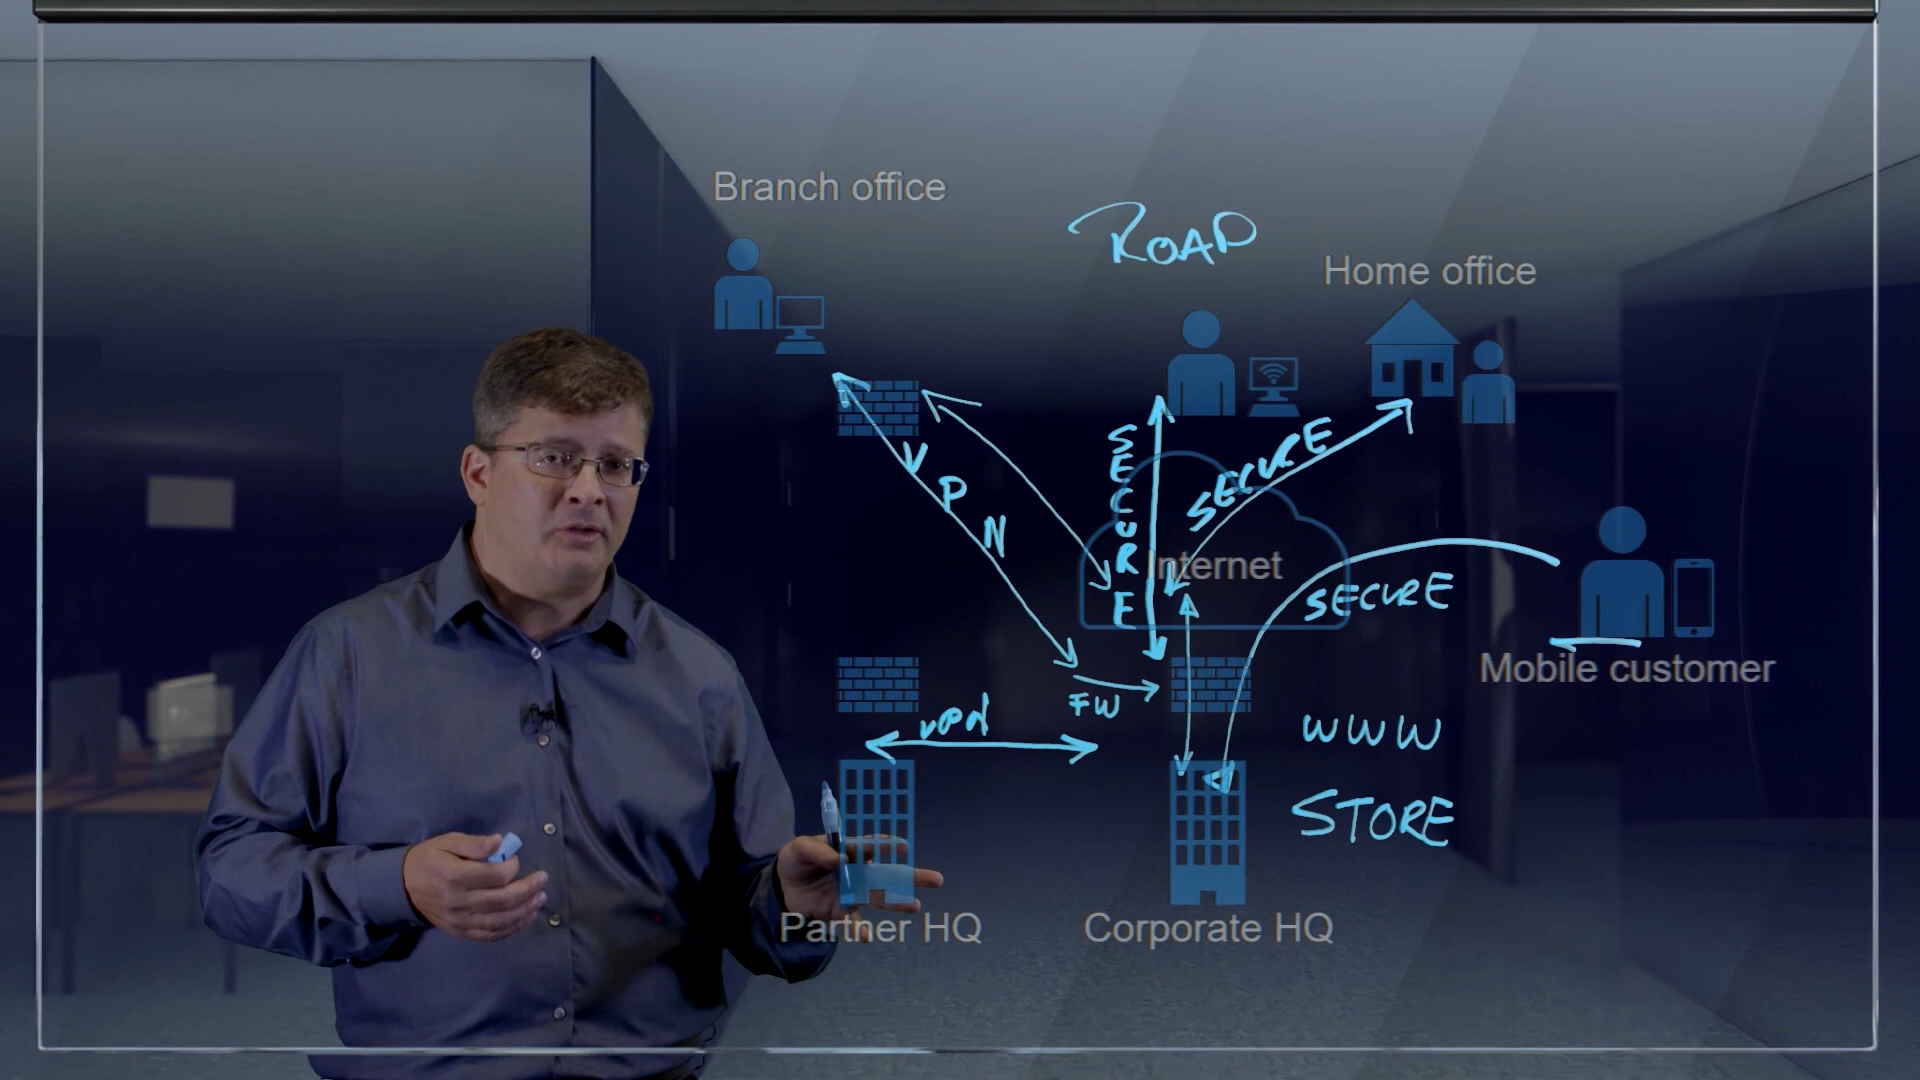 Branch office
ROAD
Home office
VPN
SECURE
SECURE
Internet
SECURE
Mobile customer
FW
VPN
WWW
STORE
Partner HQ
Corporate HQ